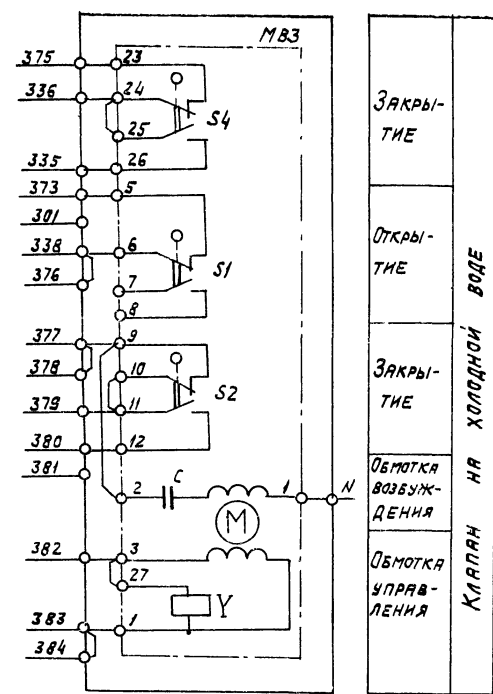 МВ3
375 23
336 24
S4
25
335 26
373 5
301
338 6
S1
376 7
8
377 9
378 10
S2
379 11
380 12
381
2 C 1 N
М
382 3
27
Y
383 1
384
ЗАКРЫ-
ТИЕ
ОТКРЫ-
ТИЕ
ЗАКРЫ-
ТИЕ
ОБМОТКА
ВОЗБУЖ-
ДЕНИЯ
ОБМОТКА
УПРАВ-
ЛЕНИЯ
КЛАПАН НА ХОЛОДНОЙ ВОДЕ